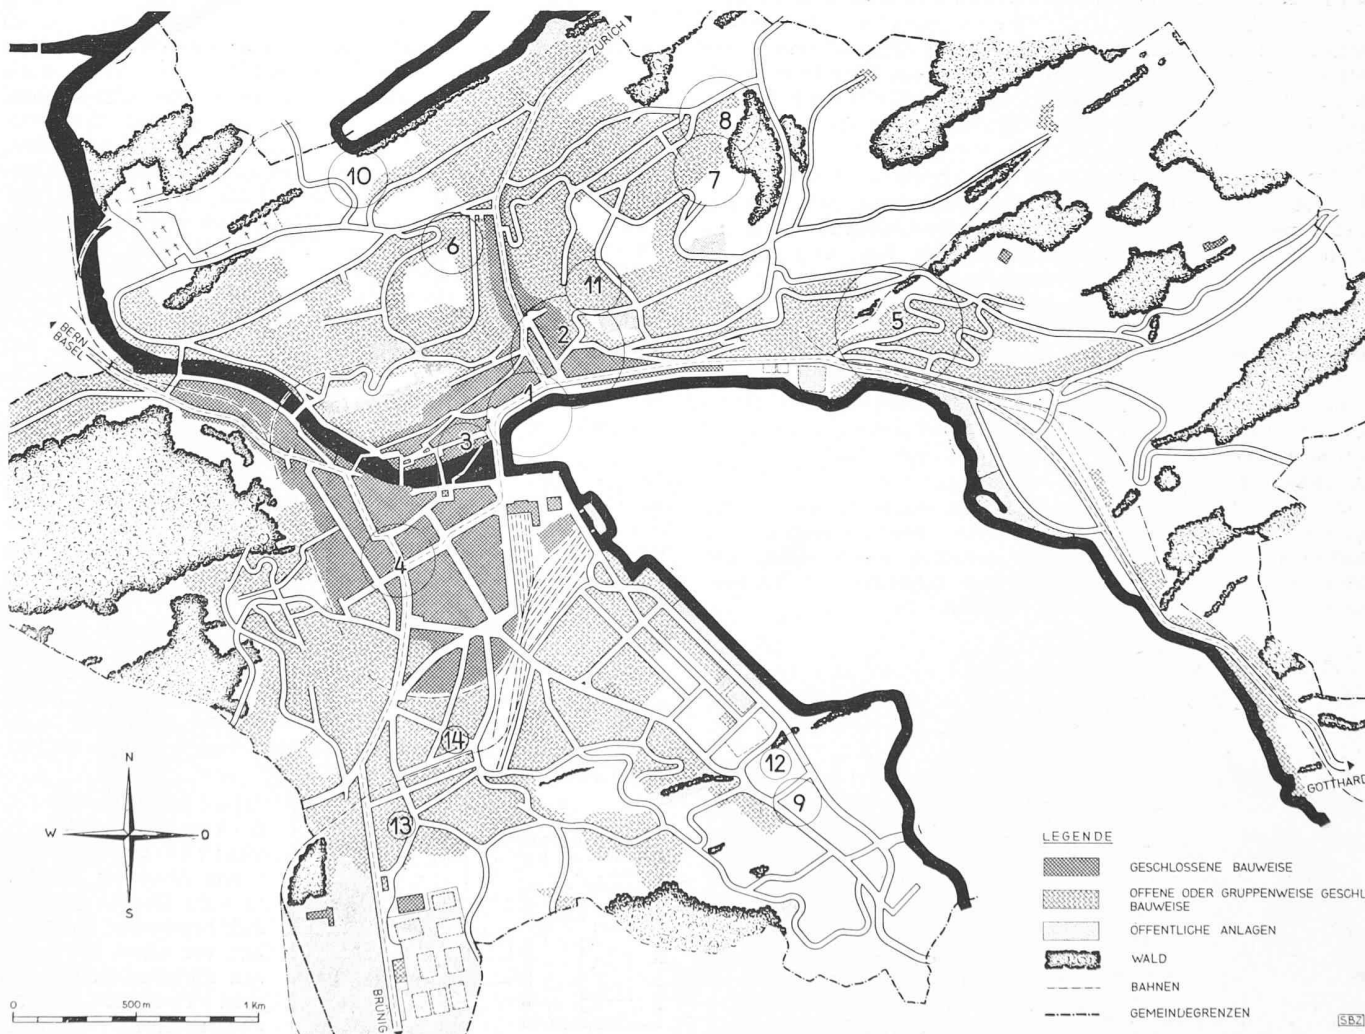 ZÜRICH
8
10
7
6
11
5
2
BERN
BASEL
1
3
4
14
12
9
13
N
W O
S
GOTTHARD
BRÜNIG
0 500 m 1 Km
LEGENDE
GESCHLOSSENE BAUWEISE
OFFENE ODER GRUPPENWEISE GESCHL
BAUWEISE
ÖFFENTLICHE ANLAGEN
WALD
BAHNEN
GEMEINDEGRENZEN
SBZ